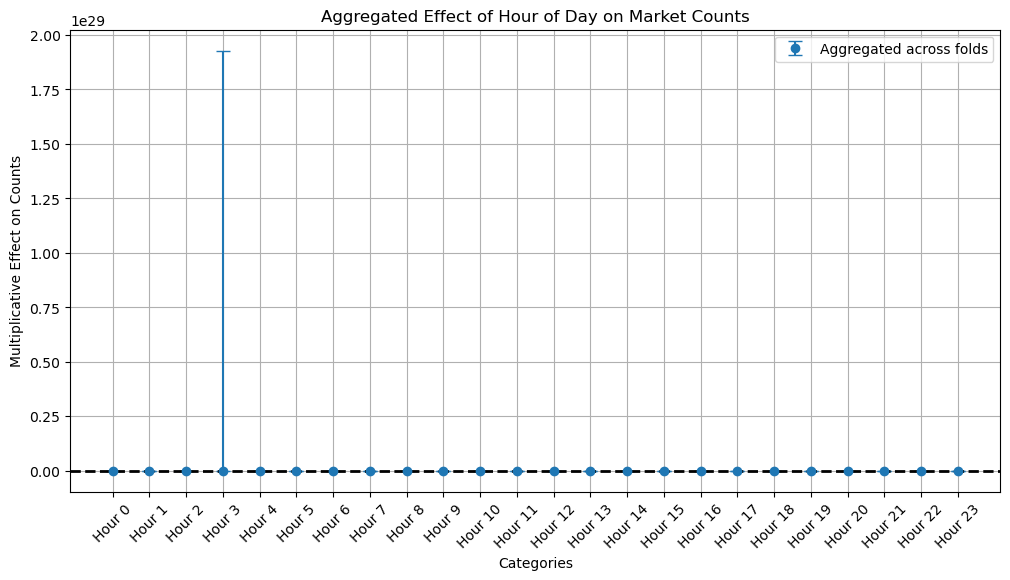 Aggregated Effect of Hour of Day on Market Counts
1e29
Aggregated across folds
2.00
1.75
1.50
1.25
1.00
0.75
0.50
0.25
0.00
Multiplicative Effect on Counts
Hour 0
Hour 1
Hour 2
Hour 3
Hour 4
Hour 5
Hour 6
Hour 7
Hour 8
Hour 9
Hour 10
Hour 11
Hour 12
Hour 13
Hour 14
Hour 15
Hour 16
Hour 17
Hour 18
Hour 19
Hour 20
Hour 21
Hour 22
Hour 23
Categories